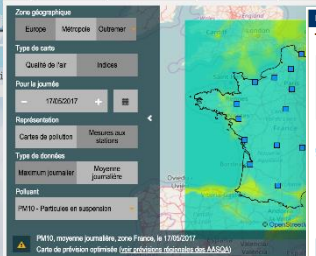 Zone géographique
Europe Métropole Outremer
Type de carte
Qualité de l'air Indices
Pour la journée
- 17/05/2017 +
Représentation
Cartes de pollution Mesures aux stations
Type de données
Maximum journalier Moyenne journalière
Polluant
PM10 - Particules en suspension
© OpenStreet
PM10, moyenne journalière, zone France, le 17/05/2017
Carte de prévision optimisée (voir prévisions régionales des AASQA)